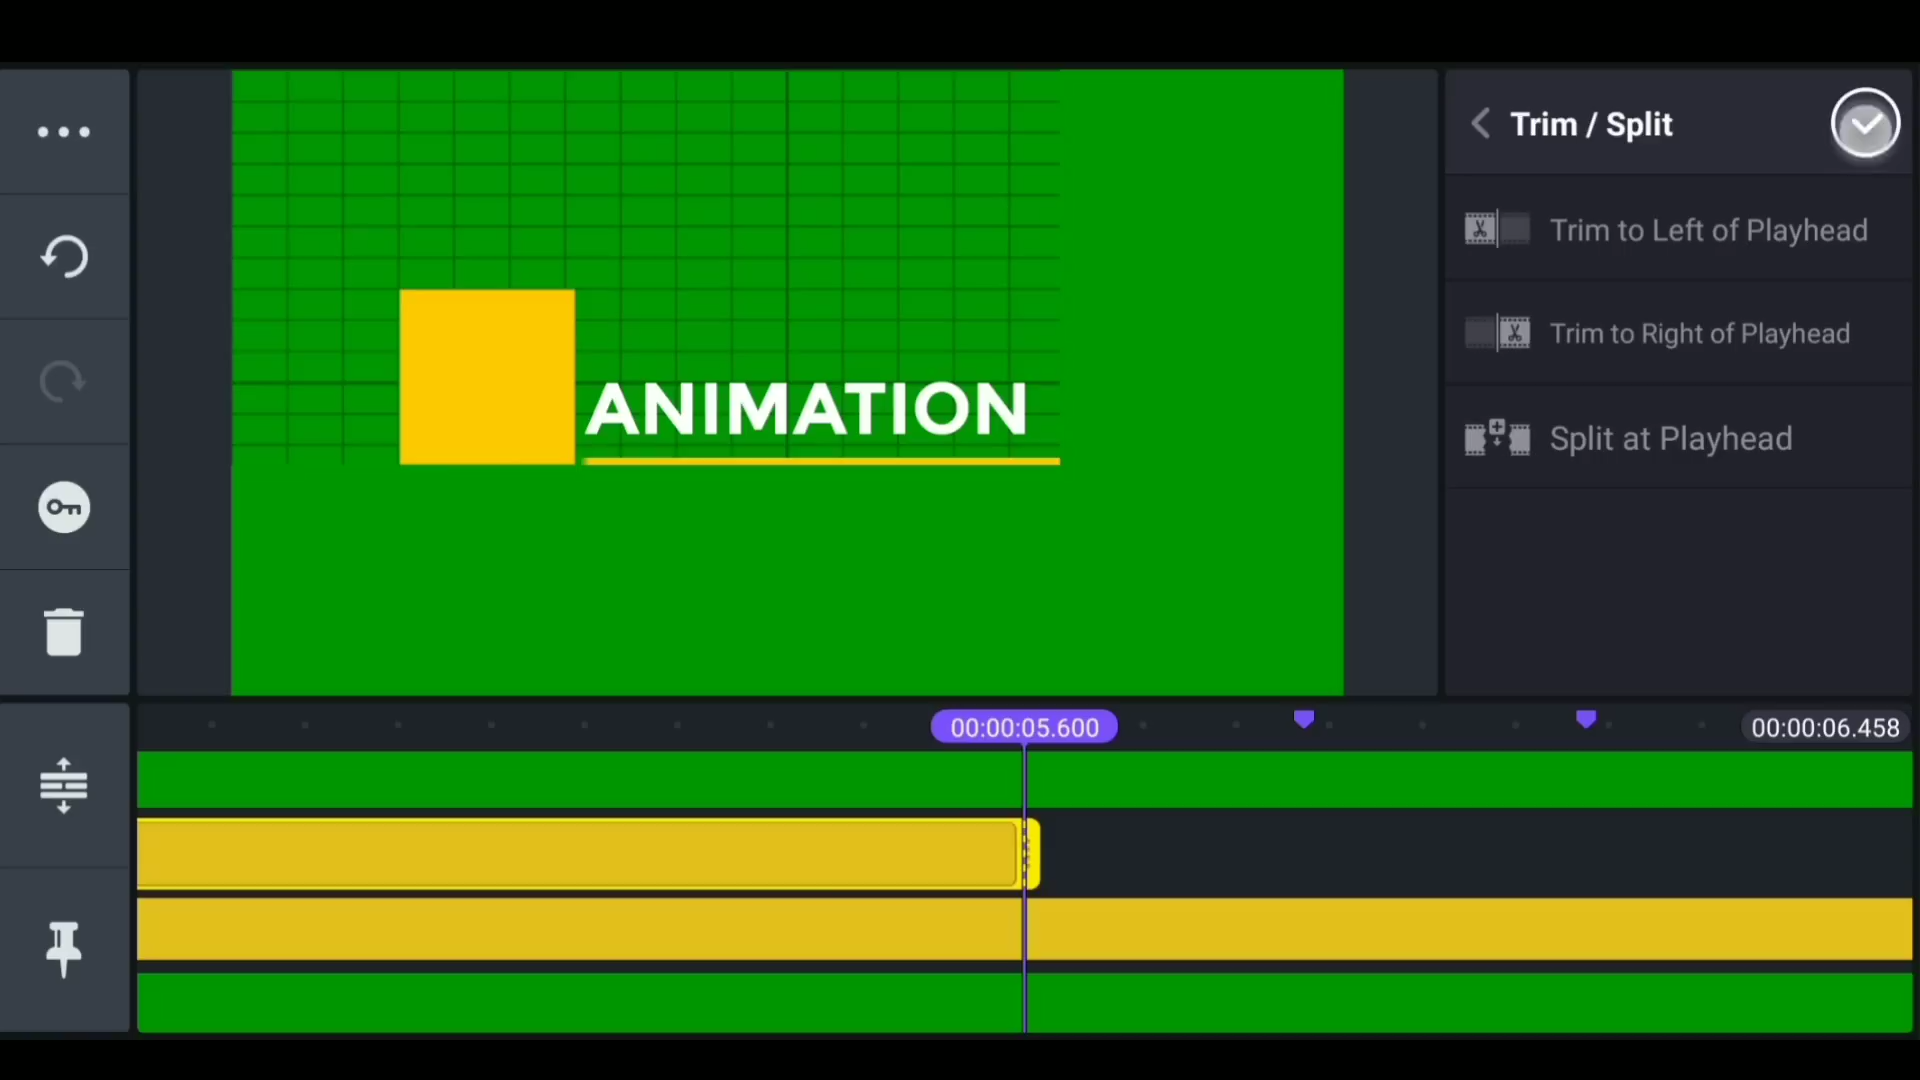 Trim / Split
Trim to Left of Playhead
Trim to Right of Playhead
Split at Playhead
ANIMATION
00:00:05.600
00:00:06.458